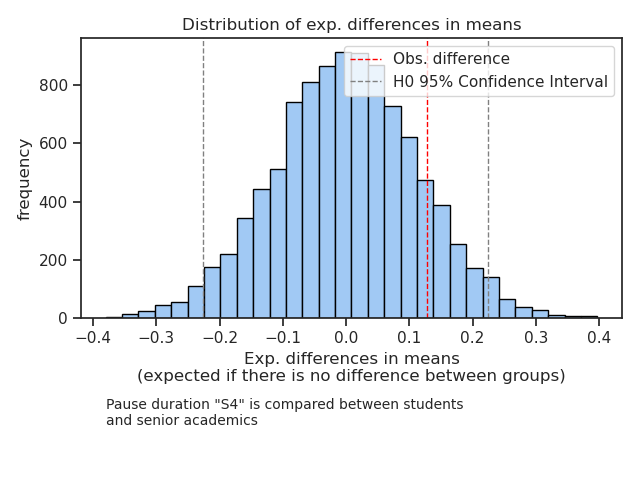 Distribution of exp. differences in means
Obs. difference
H0 95% Confidence Interval
frequency
800
600
400
200
0
−0.4 −0.3 −0.2 −0.1 0.0 0.1 0.2 0.3 0.4
Exp. differences in means
(expected if there is no difference between groups)
Pause duration "S4" is compared between students
and senior academics